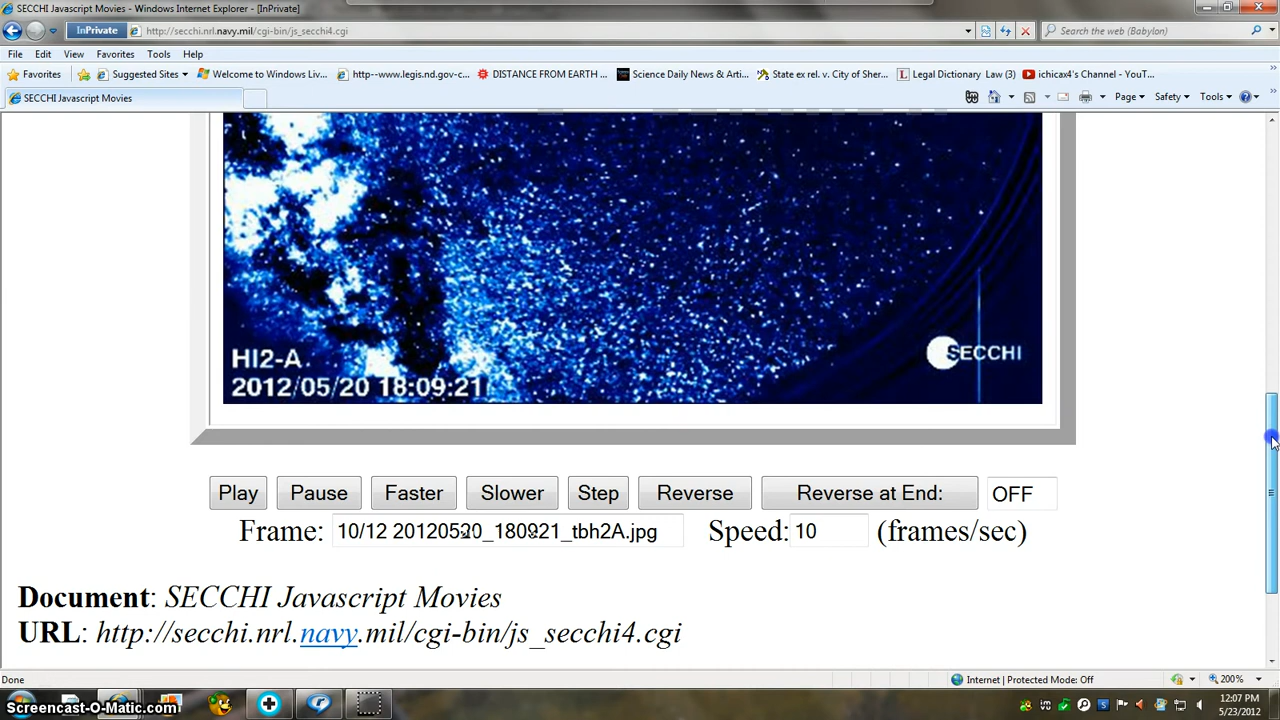 SECCHI Javascript Movies - Windows Internet Explorer - [InPrivate]
InPrivate http://secchi.nrl.navy.mil/cgi-bin/js_secchi4.cgi Search the web (Babylon)
File Edit View Favorites Tools Help
Favorites Suggested Sites Welcome to Windows Liv... http--www.legis.nd.gov-c... DISTANCE FROM EARTH ... Science Daily News & Arti... State ex rel. v. City of Sher... Legal Dictionary Law (3) ichicax4's Channel - YouT...
SECCHI Javascript Movies Page Safety Tools
HI2-A
2012/05/20 18:09:21
SECCHI
Play Pause Faster Slower Step Reverse Reverse at End: OFF
Frame: 10/12 20120520_180921_tbh2A.jpg Speed: 10 (frames/sec)
Document: SECCHI Javascript Movies
URL: http://secchi.nrl.navy.mil/cgi-bin/js_secchi4.cgi
Done Internet | Protected Mode: Off 200%
Screencast-O-Matic.com
12:07 PM
5/23/2012